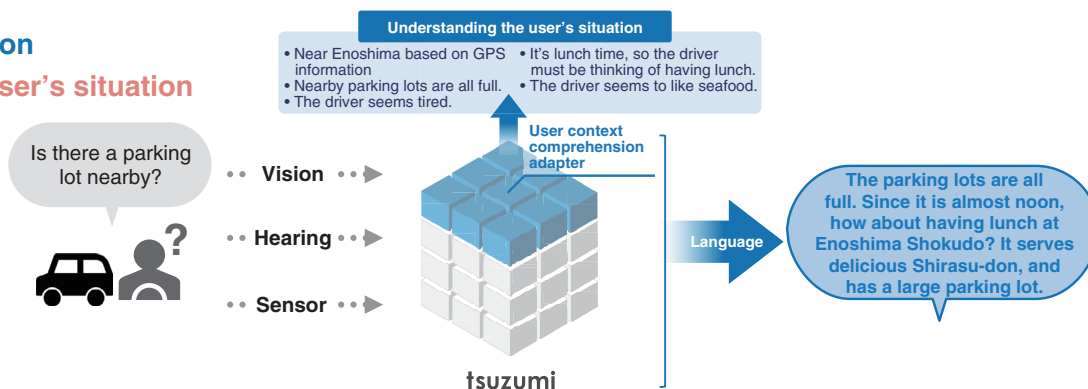 on
ser's situation
Understanding the user's situation
• Near Enoshima based on GPS
information
• Nearby parking lots are all full.
• The driver seems tired.
• It's lunch time, so the driver
must be thinking of having lunch.
• The driver seems to like seafood.
User context
comprehension
adapter
Is there a parking
lot nearby?
?
Vision
Hearing
Sensor
Language
The parking lots are all
full. Since it is almost noon,
how about having lunch at
Enoshima Shokudo? It serves
delicious Shirasu-don, and
has a large parking lot.
tsuzumi